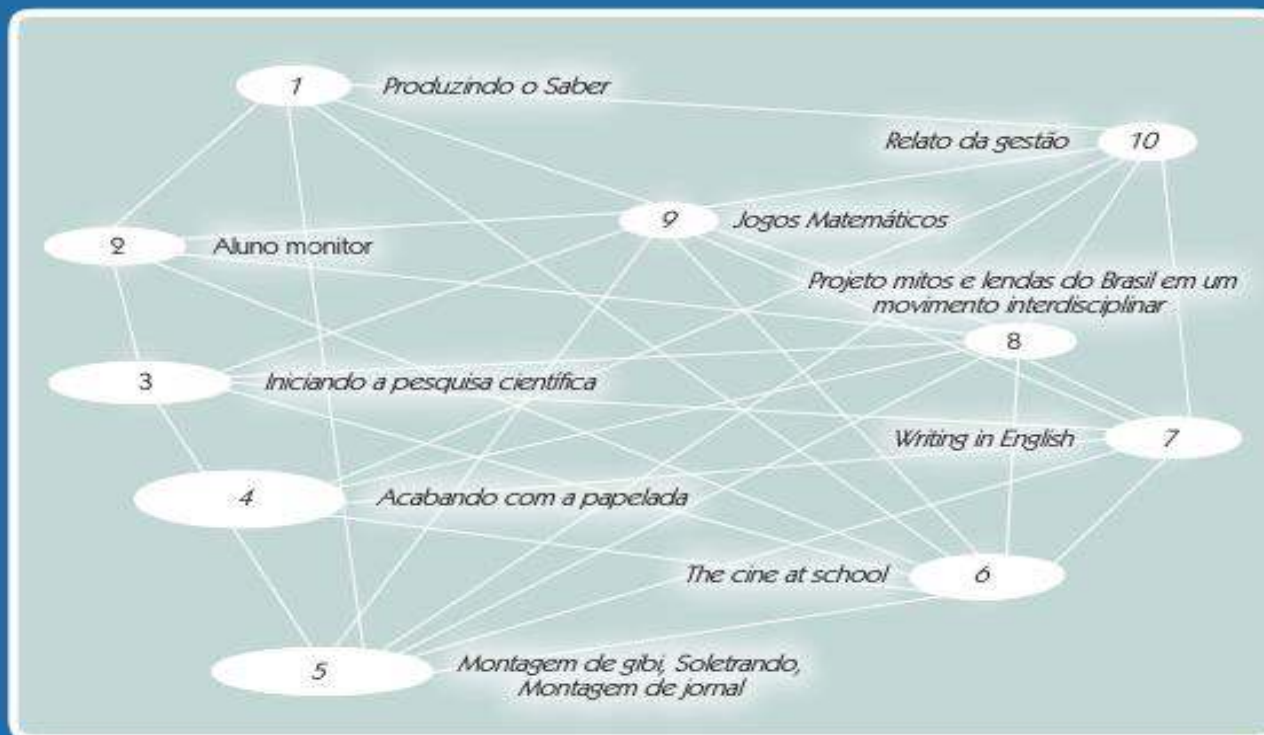 1 Produzindo o Saber
Relato da gestão 10
9 Jogos Matemáticos
2 Aluno monitor
Projeto mitos e lendas do Brasil em um
movimento interdisciplinar
8
3 Iniciando a pesquisa científica
Writing in English 7
4 Acabando com a papelada
The cine at school 6
5 Montagem de gibi, Soletrando,
Montagem de jornal